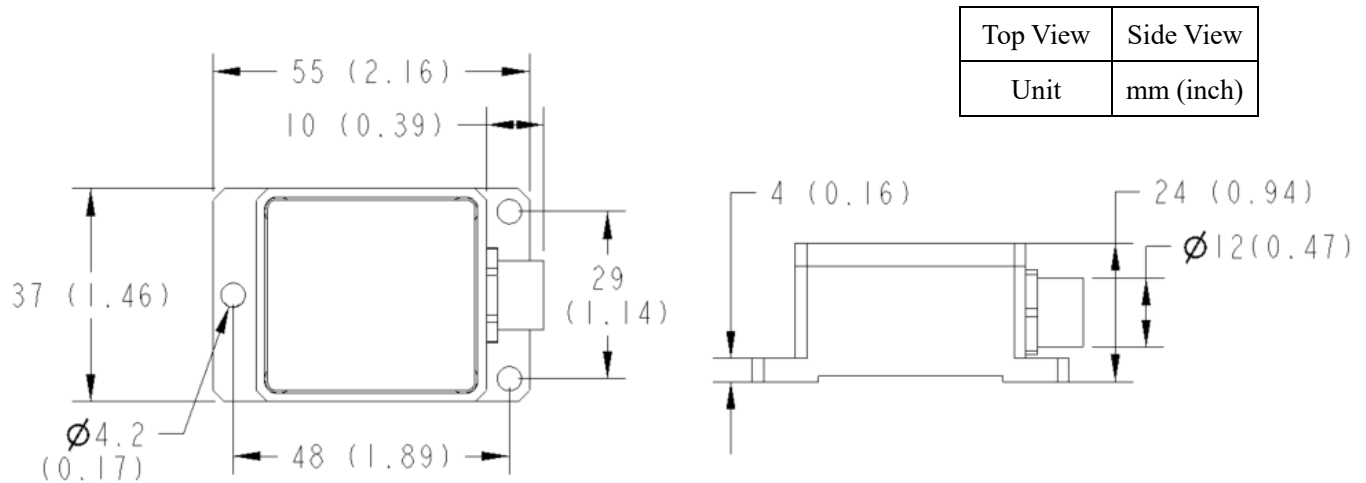 Top View Side View
Unit mm (inch)
55 (2.16)
10 (0.39)
37 (1.46)
29
(1.14)
Ø4.2
(0.17)
48 (1.89)
4 (0.16)
24 (0.94)
Ø12(0.47)